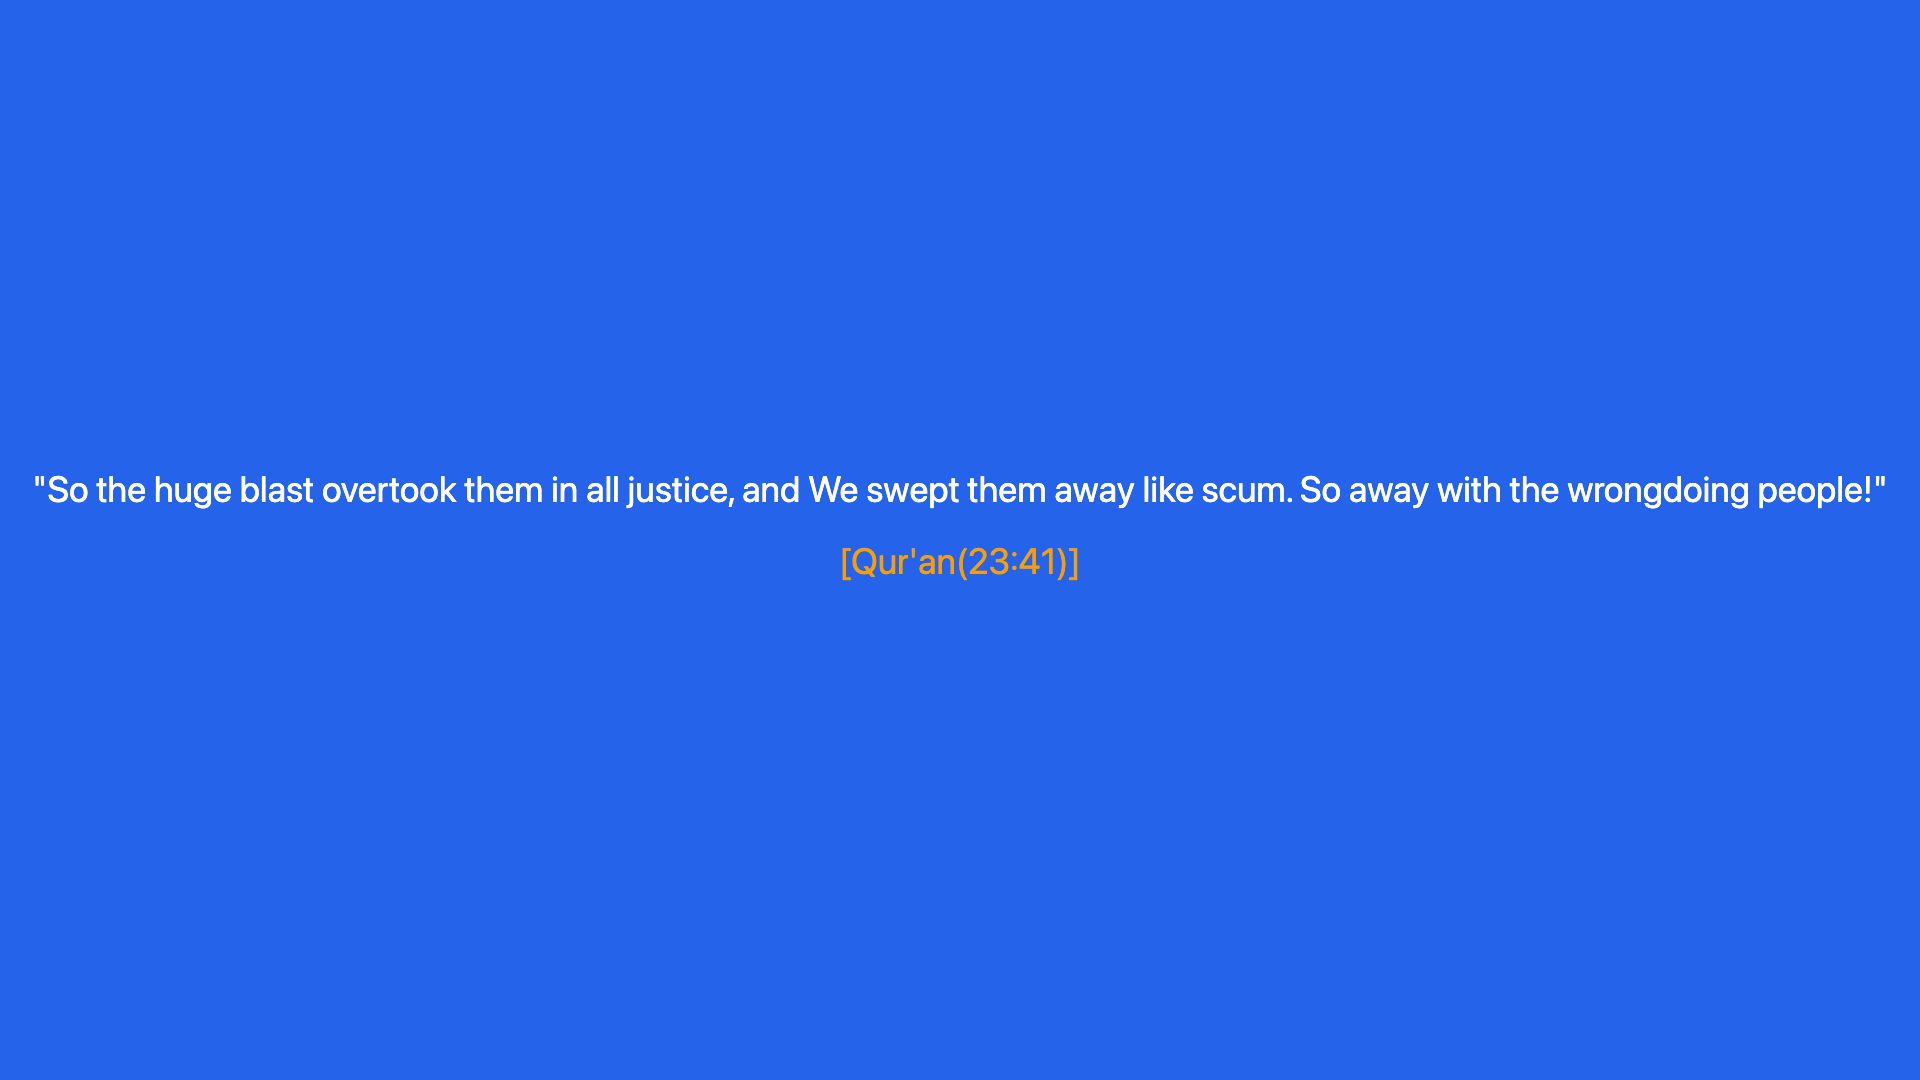 "So the huge blast overtook them in all justice, and We swept them away like scum. So away with the wrongdoing people!"
[Qur'an(23:41)]